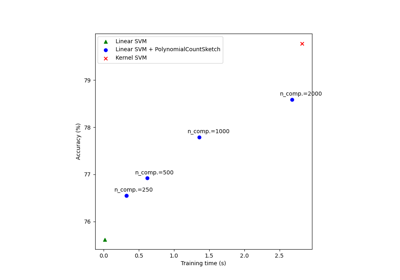 Linear SVM
Linear SVM + PolynomialCountSketch
Kernel SVM
79
78
77
76
Accuracy (%)
n_comp.=2000
n_comp.=1000
n_comp.=500
n_comp.=250
0.0 0.5 1.0 1.5 2.0 2.5
Training time (s)